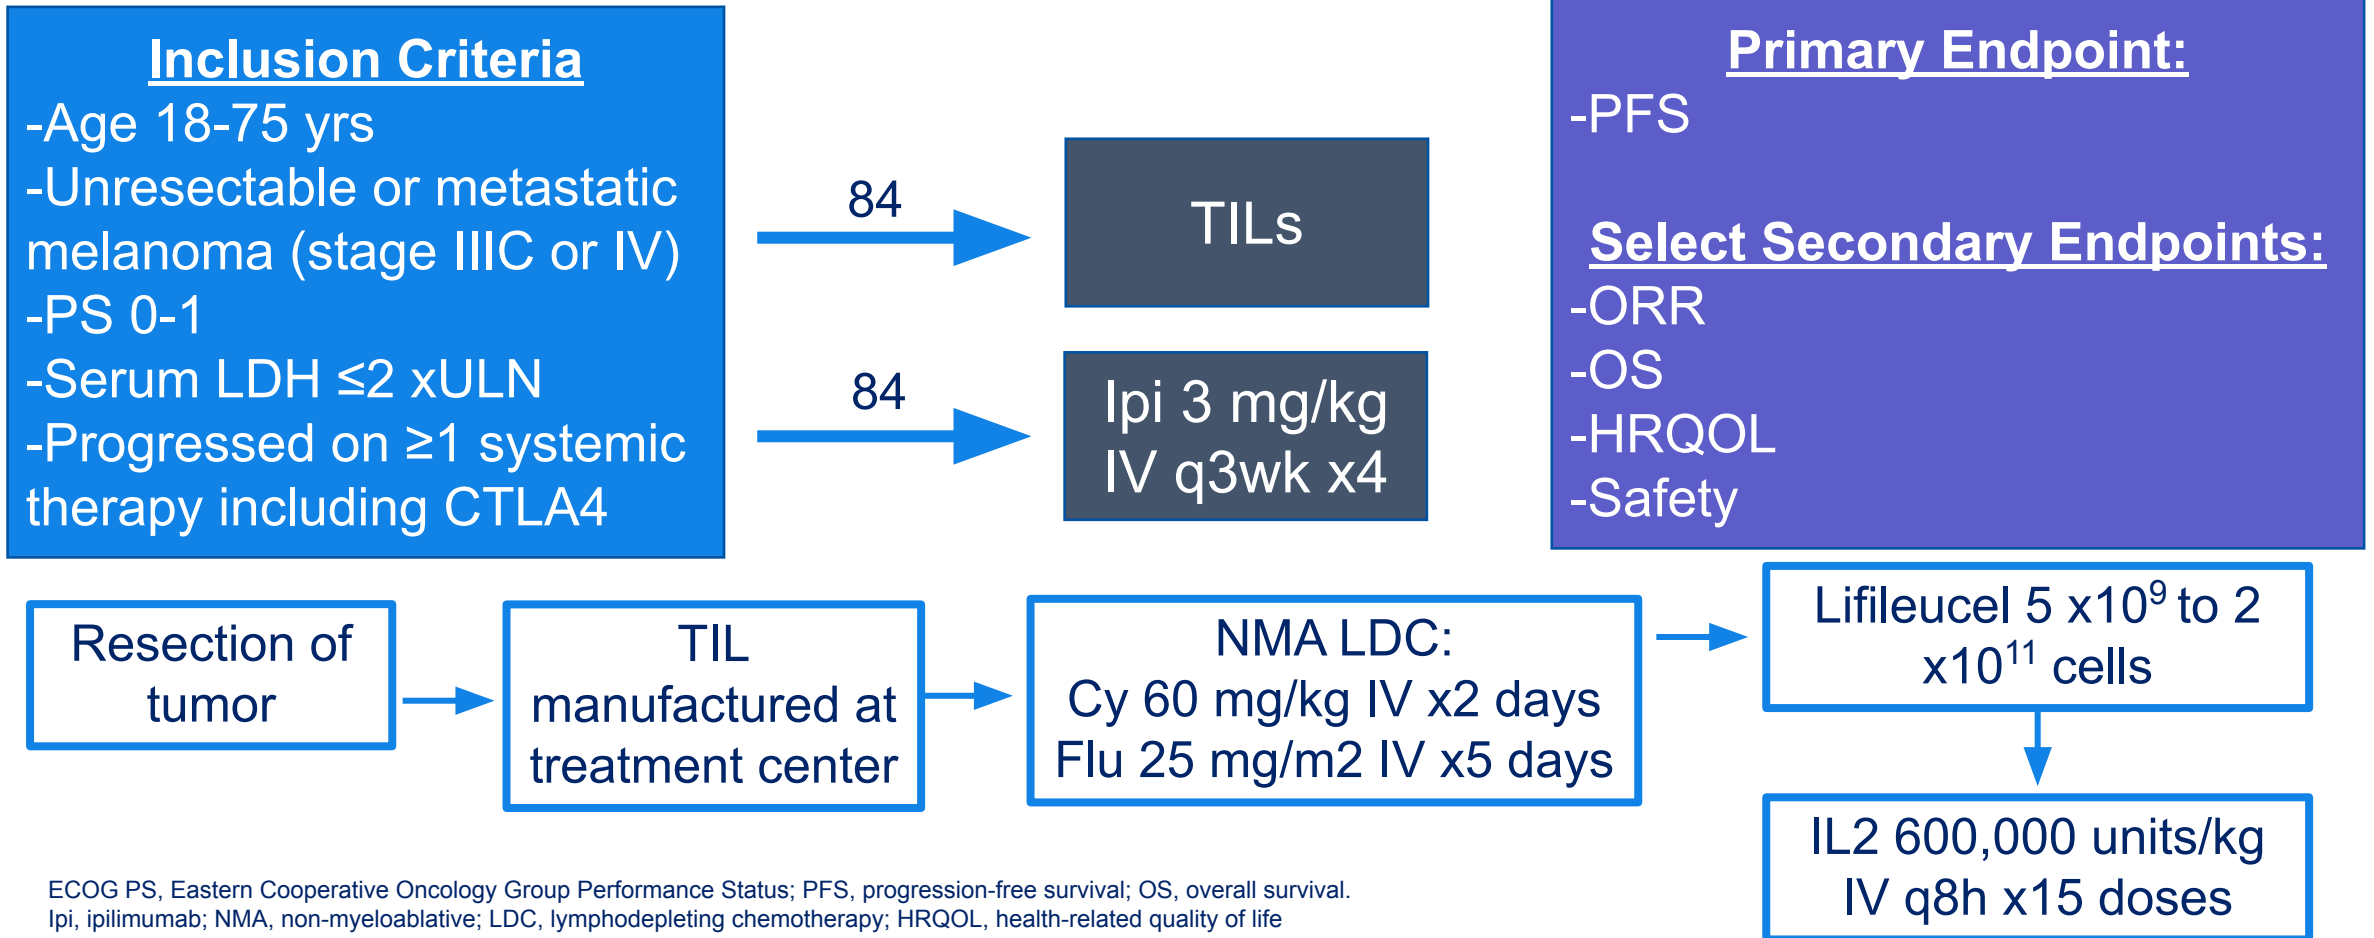 Inclusion Criteria
-Age 18-75 yrs
-Unresectable or metastatic
melanoma (stage IIIC or IV)
-PS 0-1
-Serum LDH ≤2 xULN
-Progressed on ≥1 systemic
therapy including CTLA4
84
TILs
84
Ipi 3 mg/kg
IV q3wk x4
Primary Endpoint:
-PFS
Select Secondary Endpoints:
-ORR
-OS
-HRQOL
-Safety
Resection of
tumor
TIL
manufactured at
treatment center
NMA LDC:
Cy 60 mg/kg IV x2 days
Flu 25 mg/m2 IV x5 days
Lifileucel 5 x10⁹ to 2
x10¹¹ cells
IL2 600,000 units/kg
IV q8h x15 doses
ECOG PS, Eastern Cooperative Oncology Group Performance Status; PFS, progression-free survival; OS, overall survival.
Ipi, ipilimumab; NMA, non-myeloablative; LDC, lymphodepleting chemotherapy; HRQOL, health-related quality of life